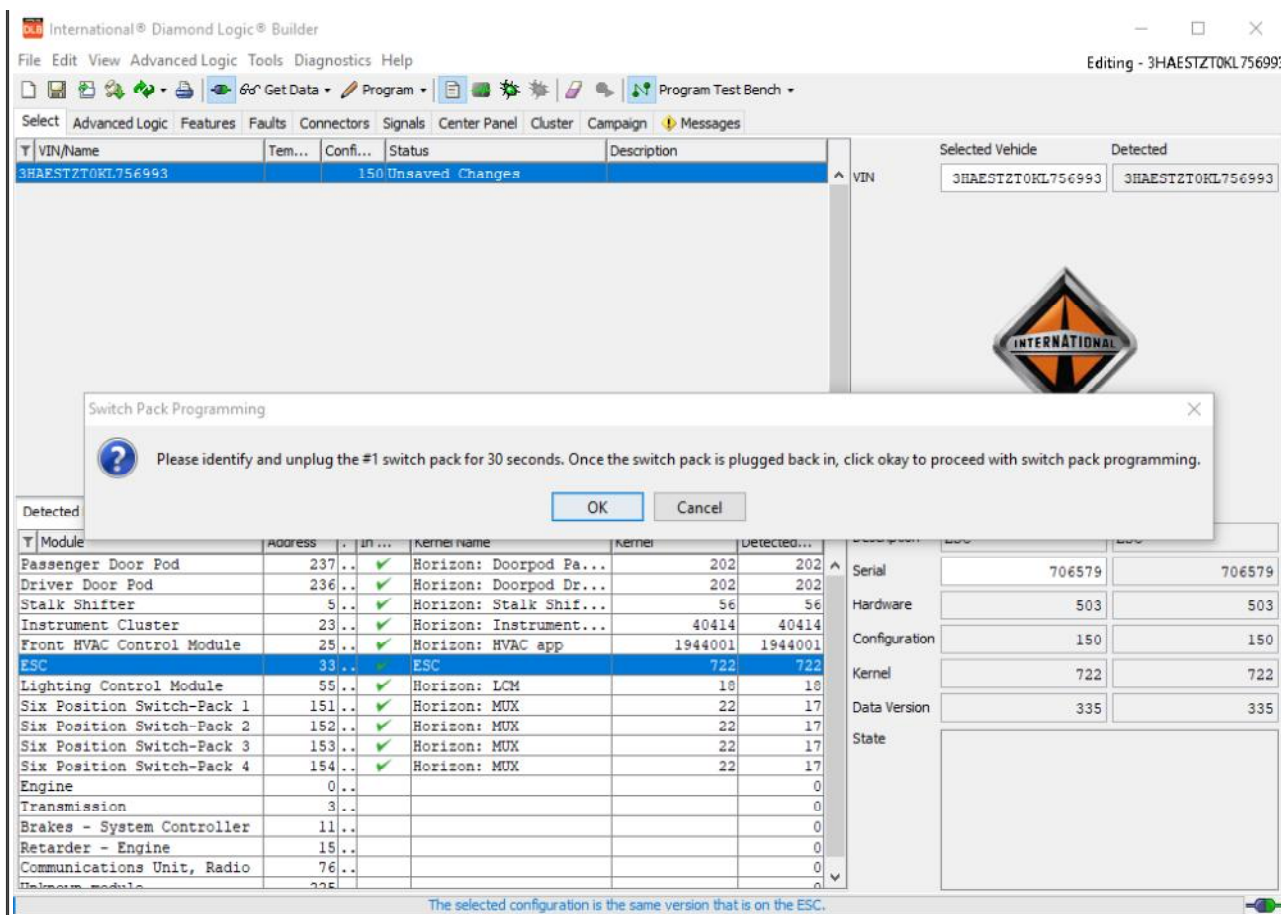 DLB International® Diamond Logic® Builder
File Edit View Advanced Logic Tools Diagnostics Help
Editing - 3HAESTZT0KL756993
Get Data Program Program Test Bench
Select Advanced Logic Features Faults Connectors Signals Center Panel Cluster Campaign Messages
VIN/Name Tem... Confi... Status Description
3HAESTZT0KL756993 150 Unsaved Changes
Selected Vehicle Detected
VIN 3HAESTZT0KL756993 3HAESTZT0KL756993
INTERNATIONAL
Switch Pack Programming
Please identify and unplug the #1 switch pack for 30 seconds. Once the switch pack is plugged back in, click okay to proceed with switch pack programming.
OK Cancel
Detected
Module Address . In ... Kernel Name Kernel Detected...
Passenger Door Pod 237.. Horizon: Doorpod Pa... 202 202
Driver Door Pod 236.. Horizon: Doorpod Dr... 202 202
Stalk Shifter 5.. Horizon: Stalk Shif... 56 56
Instrument Cluster 23.. Horizon: Instrument... 40414 40414
Front HVAC Control Module 25.. Horizon: HVAC app 1944001 1944001
ESC 33.. ESC 722 722
Lighting Control Module 55.. Horizon: LCM 18 18
Six Position Switch-Pack 1 151.. Horizon: MUX 22 17
Six Position Switch-Pack 2 152.. Horizon: MUX 22 17
Six Position Switch-Pack 3 153.. Horizon: MUX 22 17
Six Position Switch-Pack 4 154.. Horizon: MUX 22 17
Engine 0.. 0
Transmission 3.. 0
Brakes - System Controller 11.. 0
Retarder - Engine 15.. 0
Communications Unit, Radio 76.. 0
Serial 706579 706579
Hardware 503 503
Configuration 150 150
Kernel 722 722
Data Version 335 335
State
The selected configuration is the same version that is on the ESC.